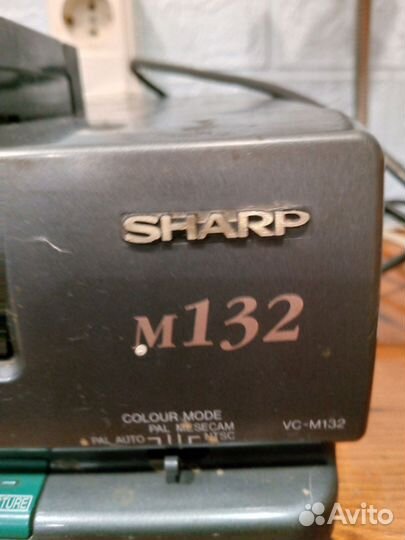 SHARP
M132
COLOUR MODE
PAL MESECAM
PAL AUTO NTSC
VC-M132
Avito